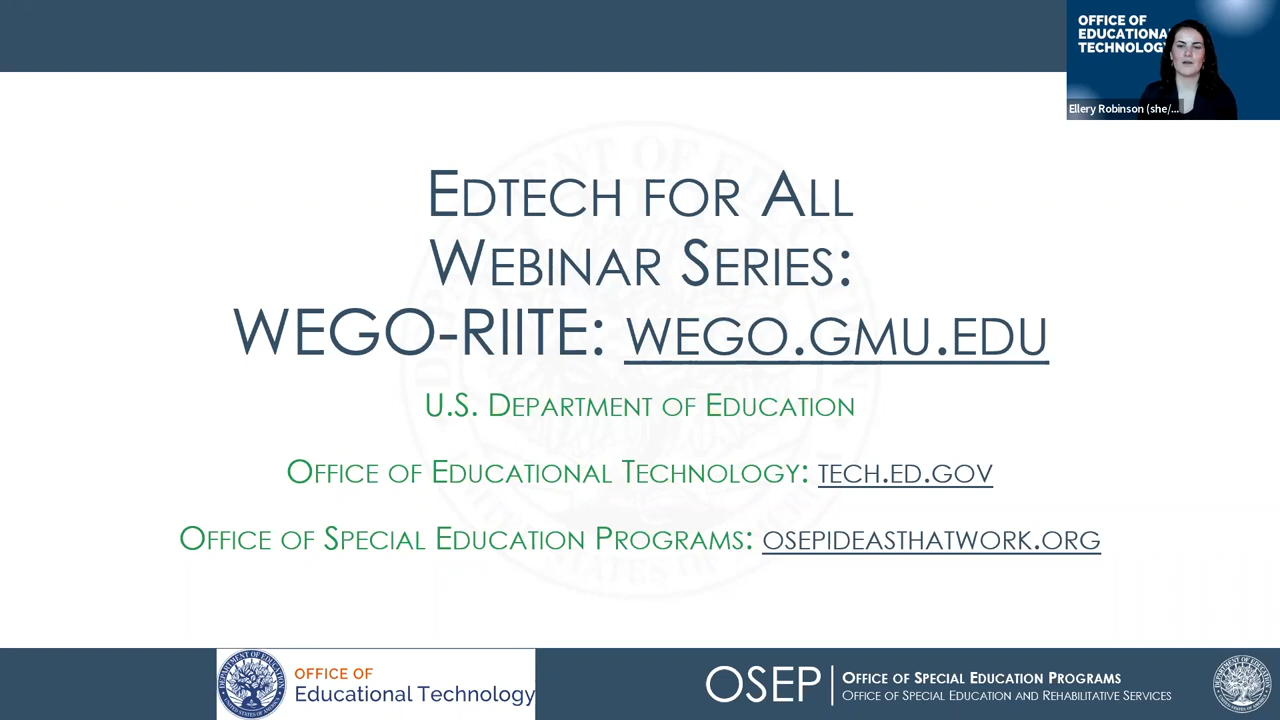 OFFICE OF
EDUCATIONAL
TECHNOLOGY
Ellery Robinson (she/...
EDTECH FOR ALL
WEBINAR SERIES:
WEGO-RIITE: WEGO.GMU.EDU
U.S. DEPARTMENT OF EDUCATION
OFFICE OF EDUCATIONAL TECHNOLOGY: TECH.ED.GOV
OFFICE OF SPECIAL EDUCATION PROGRAMS: OSEPIDEASTHATWORK.ORG
OFFICE OF
Educational Technology
OSEP
OFFICE OF SPECIAL EDUCATION PROGRAMS
OFFICE OF SPECIAL EDUCATION AND REHABILITATIVE SERVICES